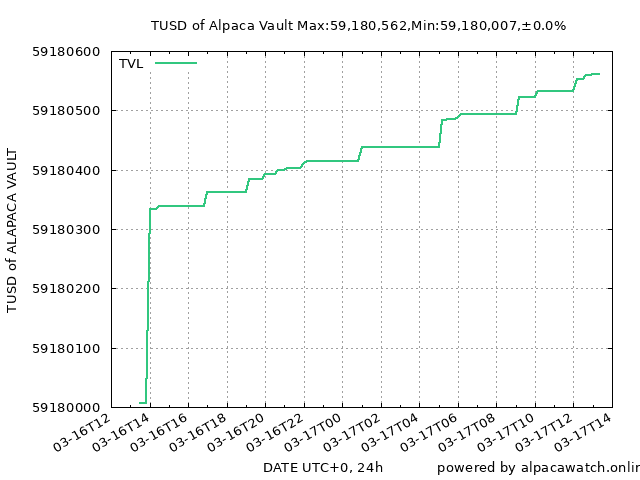 TUSD of Alpaca Vault Max:59,180,562,Min:59,180,007,±0.0%
TVL
59180600
59180500
59180400
59180300
59180200
59180100
59180000
TUSD of ALAPACA VAULT
03-16T12
03-16T14
03-16T16
03-16T18
03-16T20
03-16T22
03-17T00
03-17T02
03-17T04
03-17T06
03-17T08
03-17T10
03-17T12
03-17T14
DATE UTC+0, 24h
powered by alpacawatch.onlin